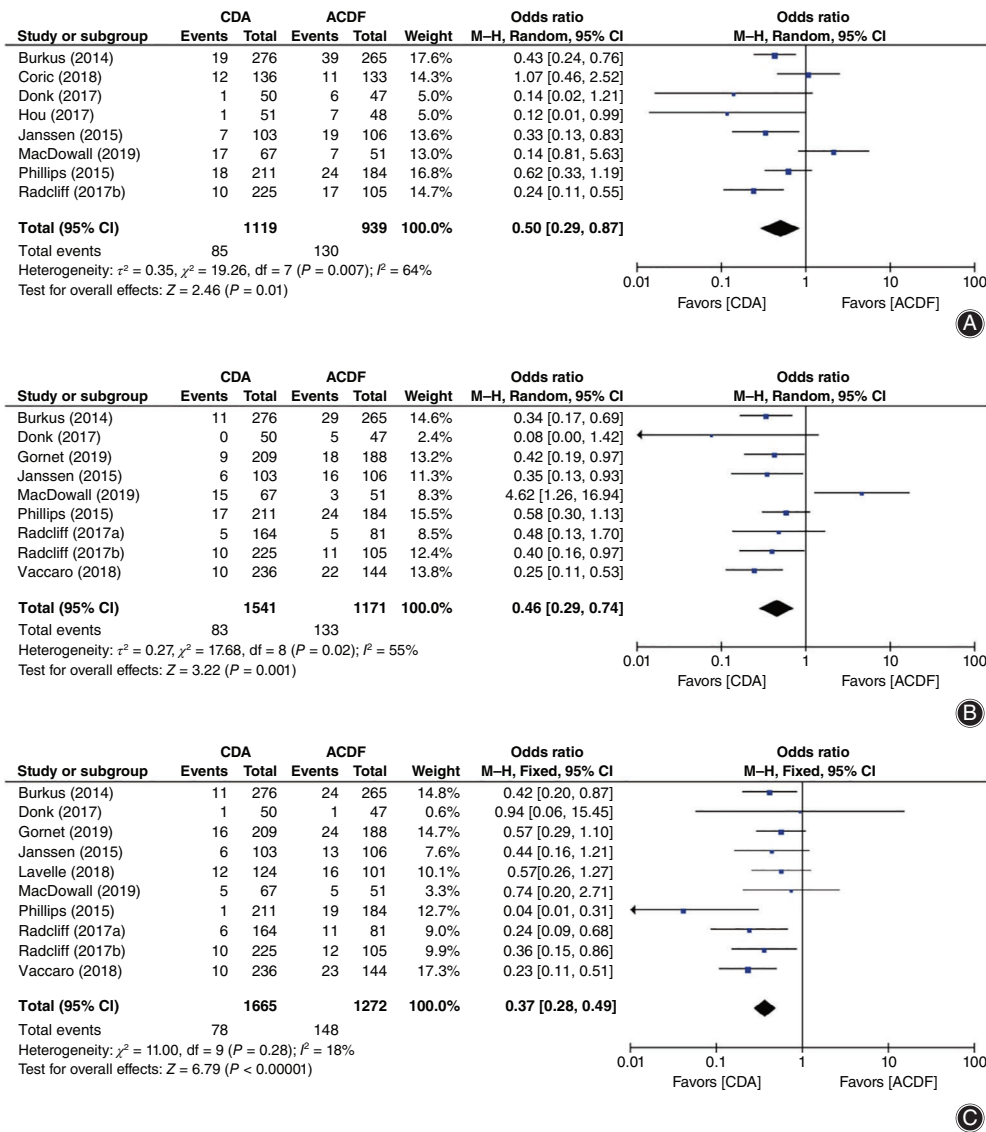 CDA ACDF Odds ratio Odds ratio
Study or subgroup Events Total Events Total Weight M–H, Random, 95% CI M–H, Random, 95% CI
Burkus (2014) 19 276 39 265 17.6% 0.43 [0.24, 0.76]
Coric (2018) 12 136 11 133 14.3% 1.07 [0.46, 2.52]
Donk (2017) 1 50 6 47 5.0% 0.14 [0.02, 1.21]
Hou (2017) 1 51 7 48 5.0% 0.12 [0.01, 0.99]
Janssen (2015) 7 103 19 106 13.6% 0.33 [0.13, 0.83]
MacDowall (2019) 17 67 7 51 13.0% 0.14 [0.81, 5.63]
Phillips (2015) 18 211 24 184 16.8% 0.62 [0.33, 1.19]
Radcliff (2017b) 10 225 17 105 14.7% 0.24 [0.11, 0.55]
Total (95% CI) 1119 939 100.0% 0.50 [0.29, 0.87]
Total events 85 130
Heterogeneity: τ² = 0.35, χ² = 19.26, df = 7 (P = 0.007); I² = 64%
Test for overall effects: Z = 2.46 (P = 0.01)
0.01 0.1 1 10 100
Favors [CDA] Favors [ACDF]
A
CDA ACDF Odds ratio Odds ratio
Study or subgroup Events Total Events Total Weight M–H, Random, 95% CI M–H, Random, 95% CI
Burkus (2014) 11 276 29 265 14.6% 0.34 [0.17, 0.69]
Donk (2017) 0 50 5 47 2.4% 0.08 [0.00, 1.42]
Gornet (2019) 9 209 18 188 13.2% 0.42 [0.19, 0.97]
Janssen (2015) 6 103 16 106 11.3% 0.35 [0.13, 0.93]
MacDowall (2019) 15 67 3 51 8.3% 4.62 [1.26, 16.94]
Phillips (2015) 17 211 24 184 15.5% 0.58 [0.30, 1.13]
Radcliff (2017a) 5 164 5 81 8.5% 0.48 [0.13, 1.70]
Radcliff (2017b) 10 225 11 105 12.4% 0.40 [0.16, 0.97]
Vaccaro (2018) 10 236 22 144 13.8% 0.25 [0.11, 0.53]
Total (95% CI) 1541 1171 100.0% 0.46 [0.29, 0.74]
Total events 83 133
Heterogeneity: τ² = 0.27, χ² = 17.68, df = 8 (P = 0.02); I² = 55%
Test for overall effects: Z = 3.22 (P = 0.001)
0.01 0.1 1 10 100
Favors [CDA] Favors [ACDF]
B
CDA ACDF Odds ratio Odds ratio
Study or subgroup Events Total Events Total Weight M–H, Fixed, 95% CI M–H, Fixed, 95% CI
Burkus (2014) 11 276 24 265 14.8% 0.42 [0.20, 0.87]
Donk (2017) 1 50 1 47 0.6% 0.94 [0.06, 15.45]
Gornet (2019) 16 209 24 188 14.7% 0.57 [0.29, 1.10]
Janssen (2015) 6 103 13 106 7.6% 0.44 [0.16, 1.21]
Lavelle (2018) 12 124 16 101 10.1% 0.57[0.26, 1.27]
MacDowall (2019) 5 67 5 51 3.3% 0.74 [0.20, 2.71]
Phillips (2015) 1 211 19 184 12.7% 0.04 [0.01, 0.31]
Radcliff (2017a) 6 164 11 81 9.0% 0.24 [0.09, 0.68]
Radcliff (2017b) 10 225 12 105 9.9% 0.36 [0.15, 0.86]
Vaccaro (2018) 10 236 23 144 17.3% 0.23 [0.11, 0.51]
Total (95% CI) 1665 1272 100.0% 0.37 [0.28, 0.49]
Total events 78 148
Heterogeneity: χ² = 11.00, df = 9 (P = 0.28); I² = 18%
Test for overall effects: Z = 6.79 (P < 0.00001)
0.01 0.1 1 10 100
Favors [CDA] Favors [ACDF]
C